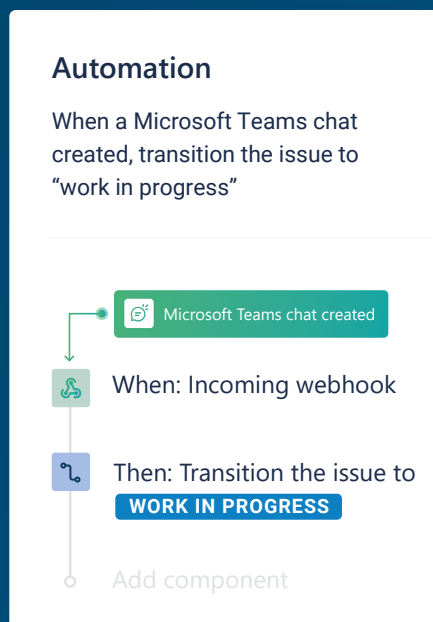 Automation
When a Microsoft Teams chat
created, transition the issue to
“work in progress”
Microsoft Teams chat created
When: Incoming webhook
Then: Transition the issue to
WORK IN PROGRESS
Add component